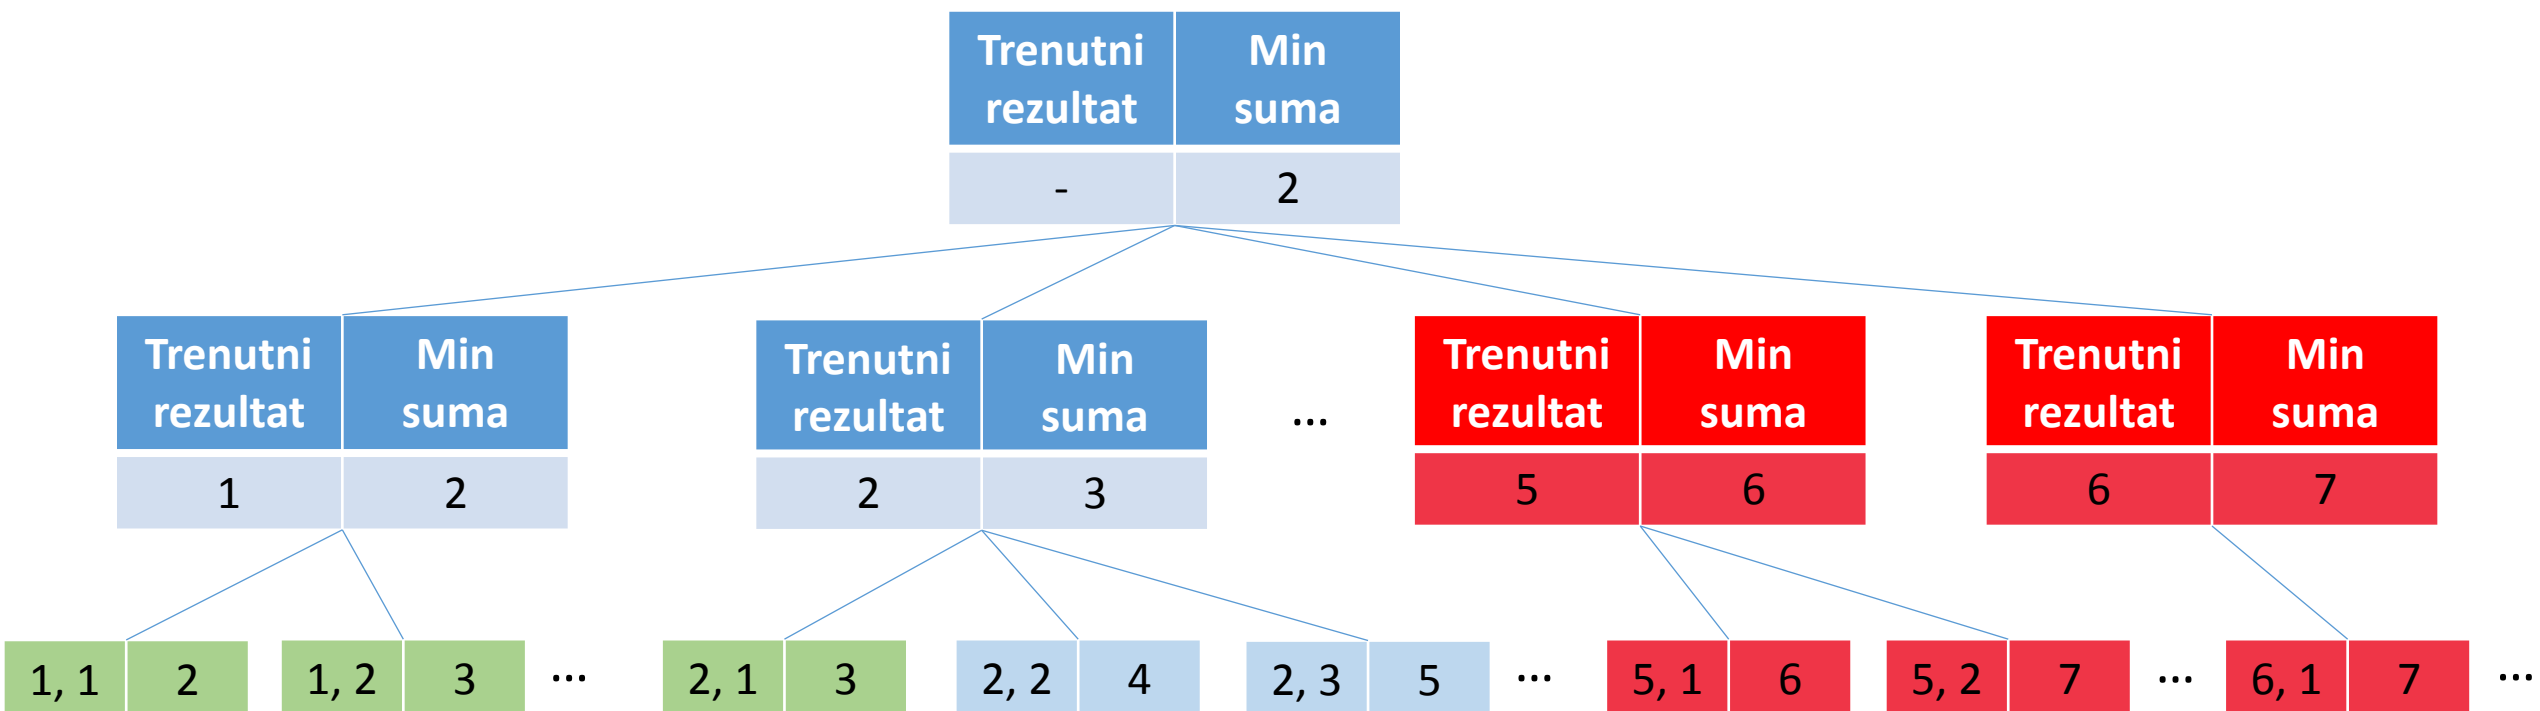 Trenutni rezultat Min suma
- 2
Trenutni rezultat Min suma
1 2
Trenutni rezultat Min suma
2 3
...
Trenutni rezultat Min suma
5 6
Trenutni rezultat Min suma
6 7
1, 1 2
1, 2 3
...
2, 1 3
2, 2 4
2, 3 5
...
5, 1 6
5, 2 7
...
6, 1 7
...